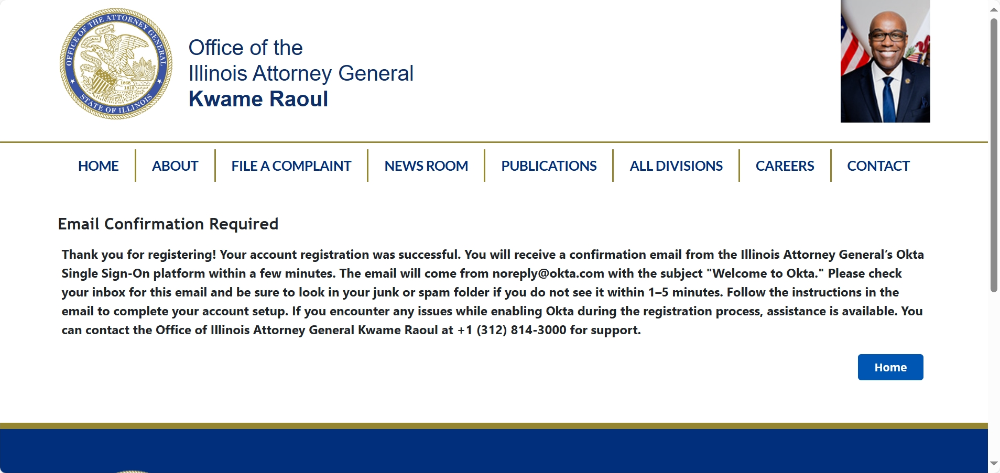 OFFICE OF THE ATTORNEY GENERAL
STATE OF ILLINOIS
UNION
NATIONAL
SOVEREIGNTY
STATE
1868
1818
Office of the
Illinois Attorney General
Kwame Raoul
HOME
ABOUT
FILE A COMPLAINT
NEWS ROOM
PUBLICATIONS
ALL DIVISIONS
CAREERS
CONTACT
Email Confirmation Required
Thank you for registering! Your account registration was successful. You will receive a confirmation email from the Illinois Attorney General’s Okta
Single Sign-On platform within a few minutes. The email will come from noreply@okta.com with the subject "Welcome to Okta." Please check
your inbox for this email and be sure to look in your junk or spam folder if you do not see it within 1–5 minutes. Follow the instructions in the
email to complete your account setup. If you encounter any issues while enabling Okta during the registration process, assistance is available. You
can contact the Office of Illinois Attorney General Kwame Raoul at +1 (312) 814-3000 for support.
Home